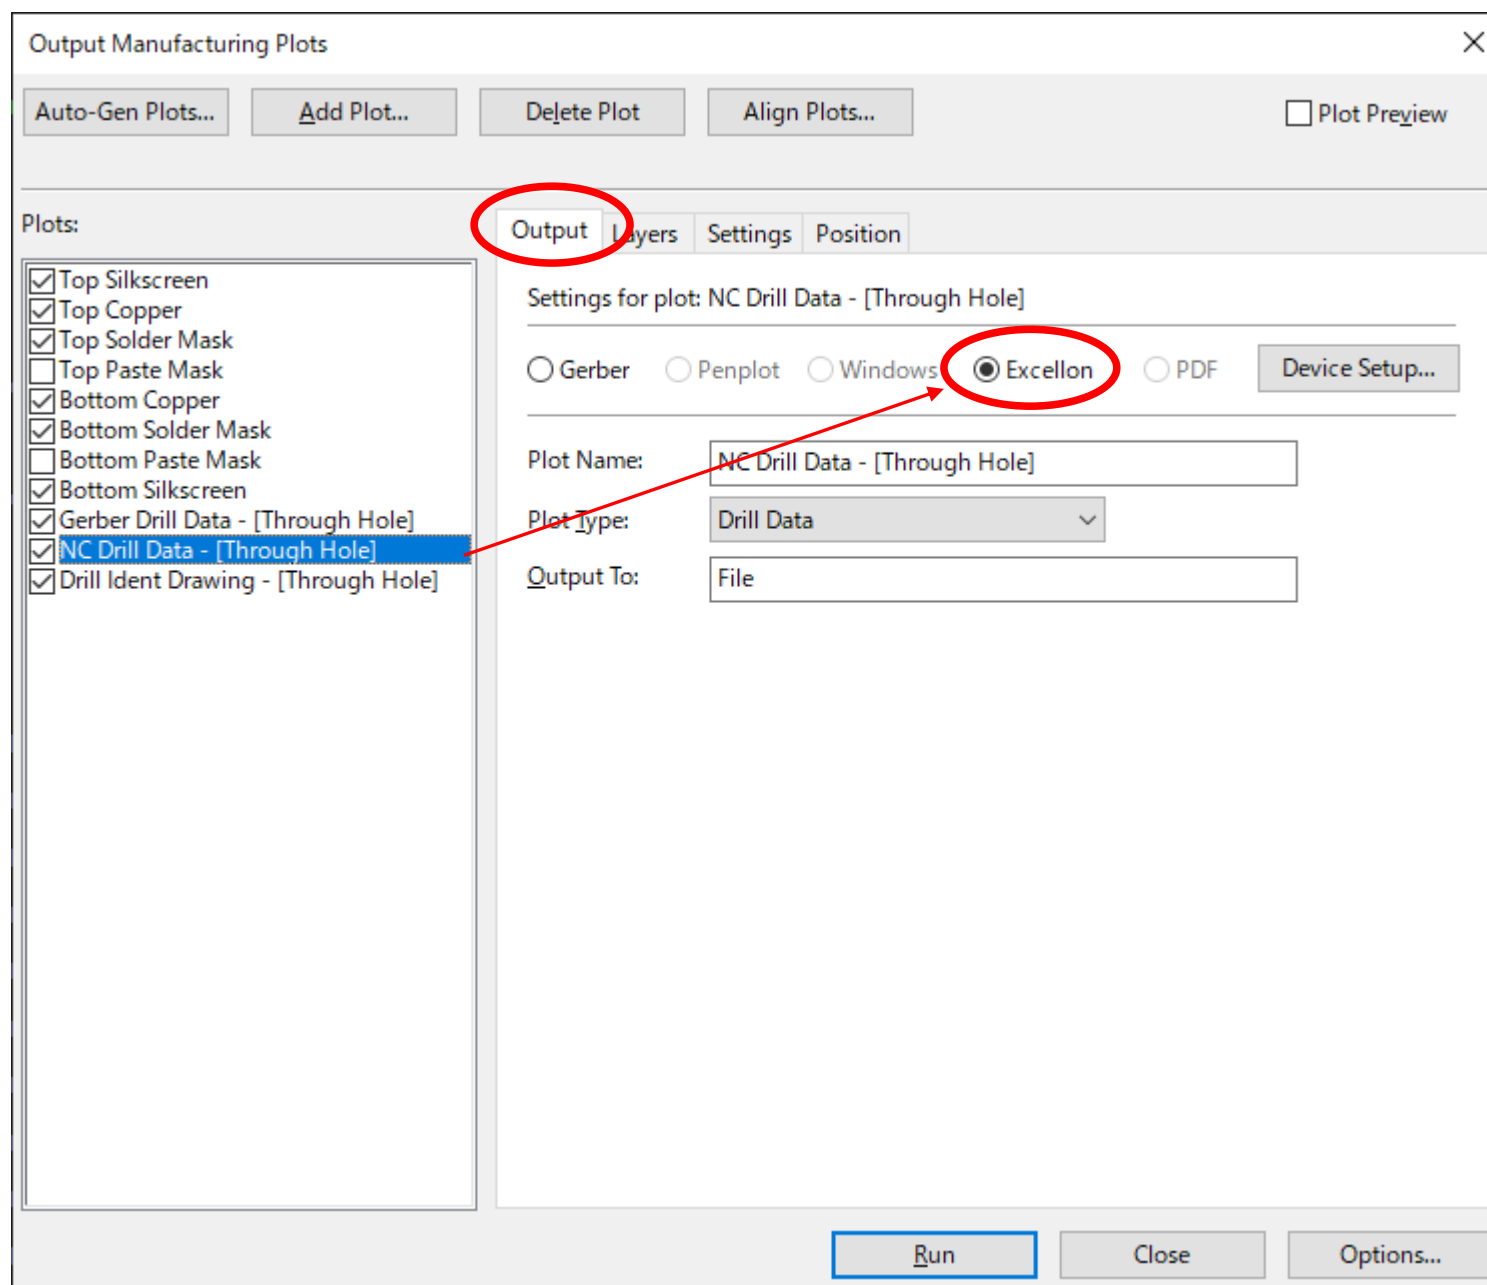 Output Manufacturing Plots
Auto-Gen Plots... Add Plot... Delete Plot Align Plots... Plot Preview
Plots:
Output Layers Settings Position
Top Silkscreen
Top Copper
Top Solder Mask
Top Paste Mask
Bottom Copper
Bottom Solder Mask
Bottom Paste Mask
Bottom Silkscreen
Gerber Drill Data - [Through Hole]
NC Drill Data - [Through Hole]
Drill Ident Drawing - [Through Hole]
Settings for plot: NC Drill Data - [Through Hole]
Gerber Penplot Windows Excellon PDF Device Setup...
Plot Name: NC Drill Data - [Through Hole]
Plot Type: Drill Data
Output To: File
Run Close Options...